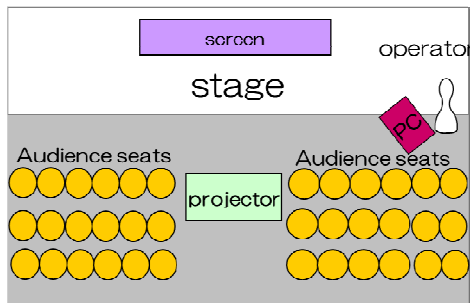 screen
operator
stage
PC
Audience seats
Audience seats
projector